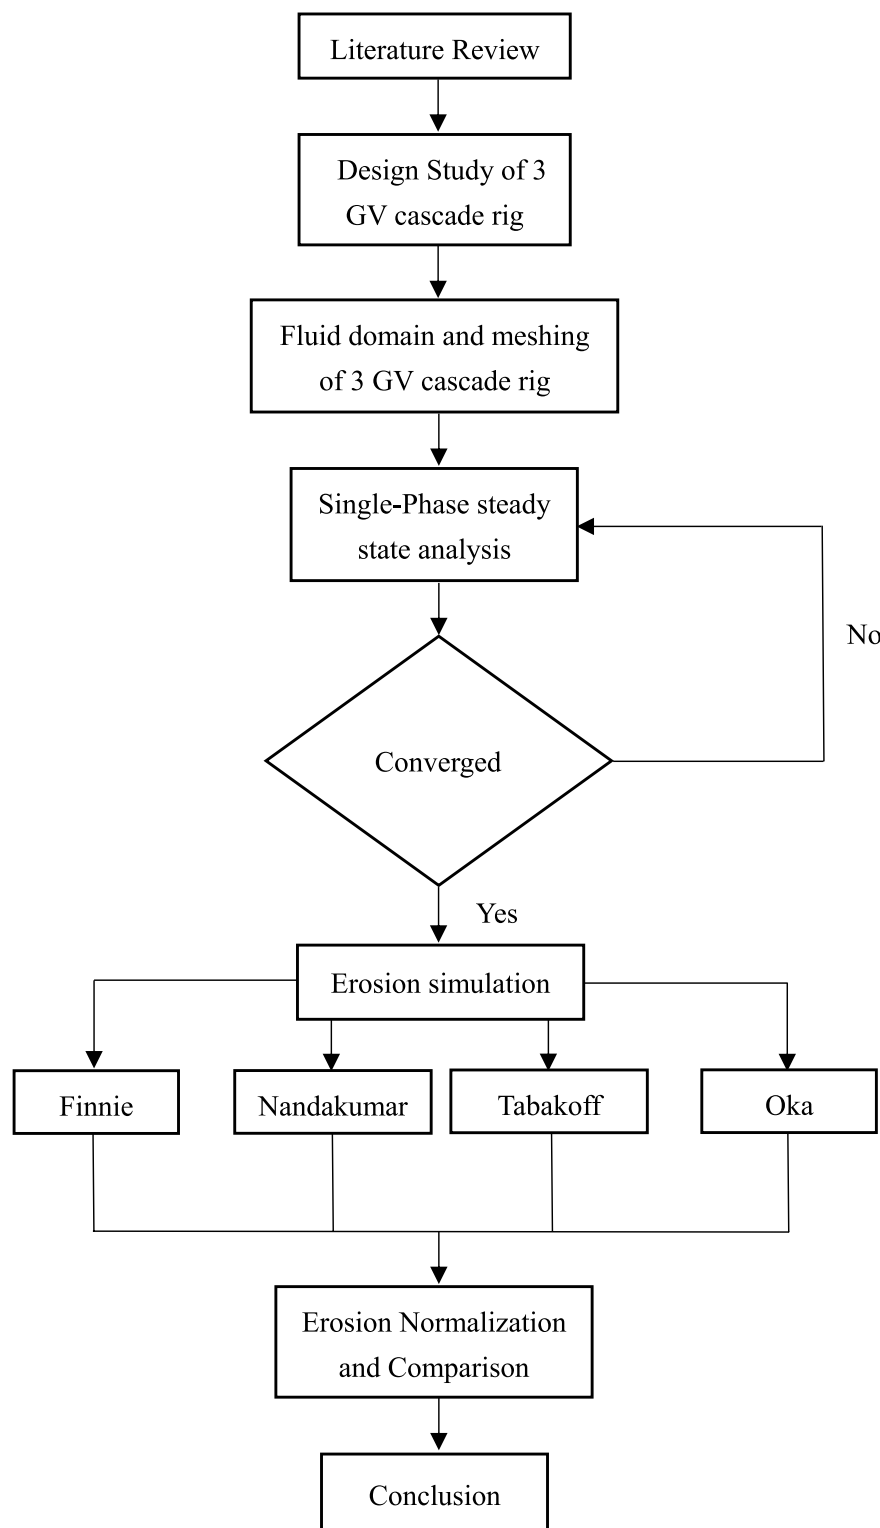 Literature Review
Design Study of 3
GV cascade rig
Fluid domain and meshing
of 3 GV cascade rig
Single-Phase steady
state analysis
No
Converged
Yes
Erosion simulation
Finnie
Nandakumar
Tabakoff
Oka
Erosion Normalization
and Comparison
Conclusion